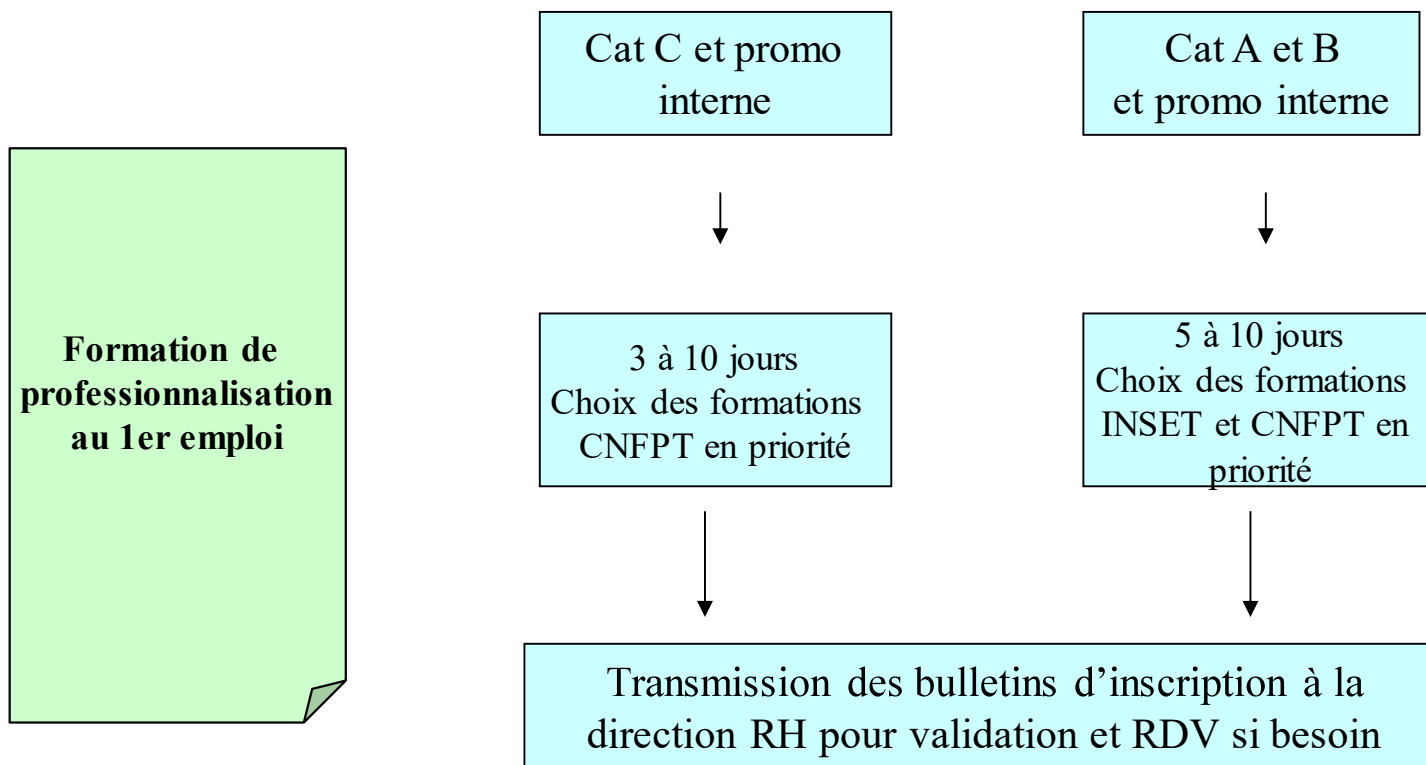 Cat C et promo
interne
Cat A et B
et promo interne
Formation de
professionnalisation
au 1er emploi
3 à 10 jours
Choix des formations
CNFPT en priorité
5 à 10 jours
Choix des formations
INSET et CNFPT en
priorité
Transmission des bulletins d’inscription à la
direction RH pour validation et RDV si besoin